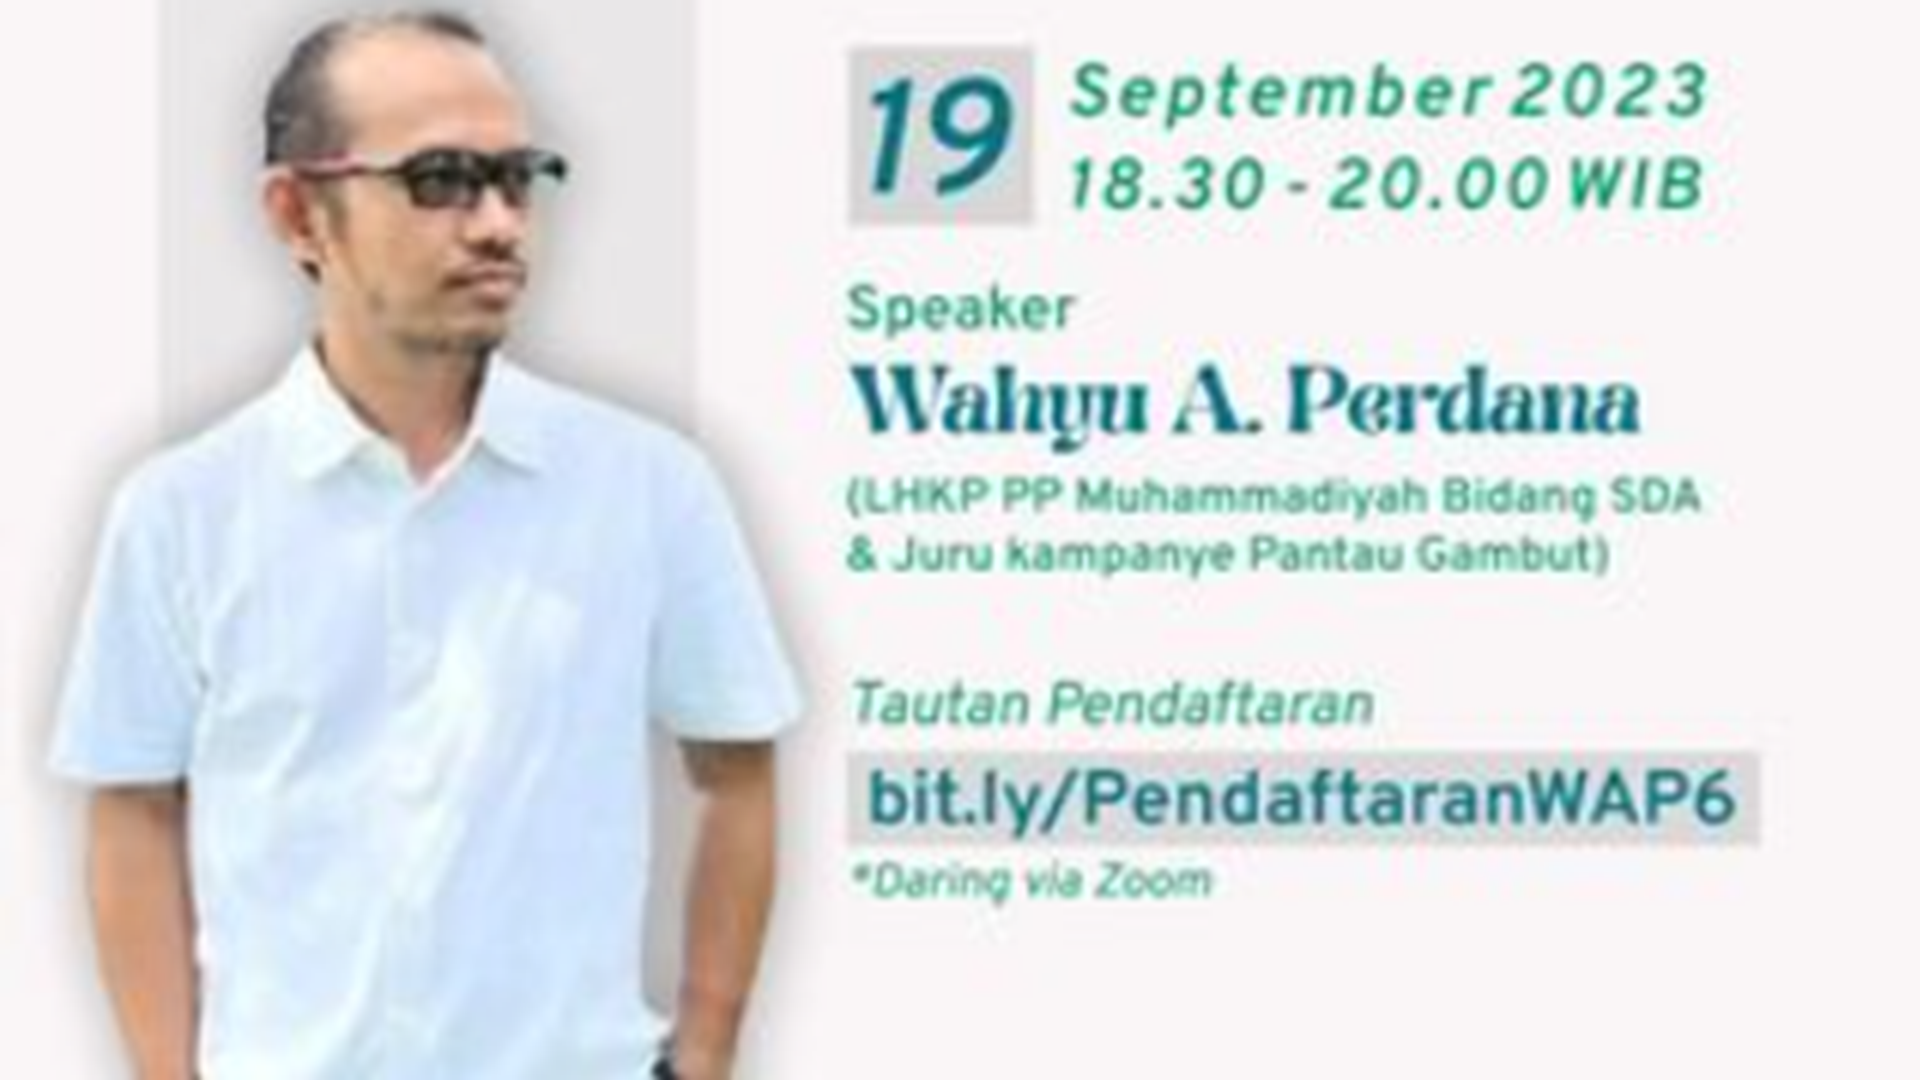 19
September 2023
18.30 - 20.00 WIB
Speaker
Wahyu A. Perdana
(LHKP PP Muhammadiyah Bidang SDA
& Juru kampanye Pantau Gambut)
Tautan Pendaftaran
bit.ly/PendaftaranWAP6
*Daring via Zoom